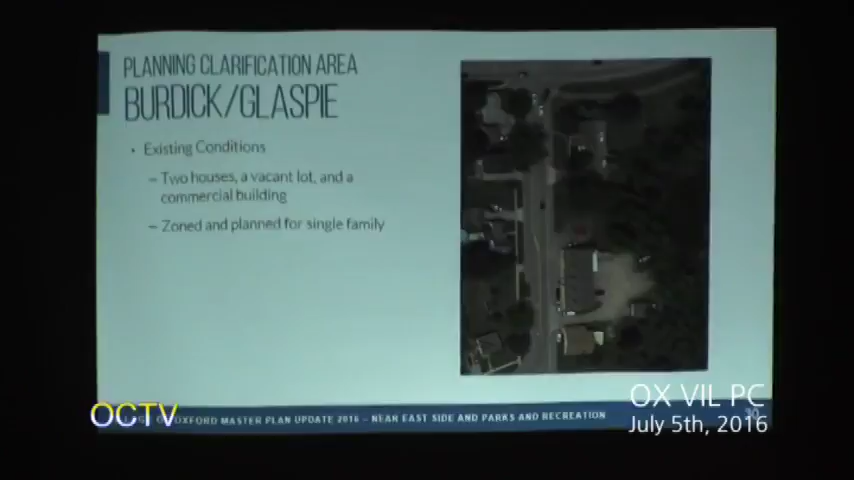 PLANNING CLARIFICATION AREA
BURDICK/GLASPIE
• Existing Conditions
– Two houses, a vacant lot, and a
commercial building
– Zoned and planned for single family
OX VIL PC
OCTV
OXFORD MASTER PLAN UPDATE 2016 – NEAR EAST SIDE AND PARKS AND RECREATION
July 5th, 2016